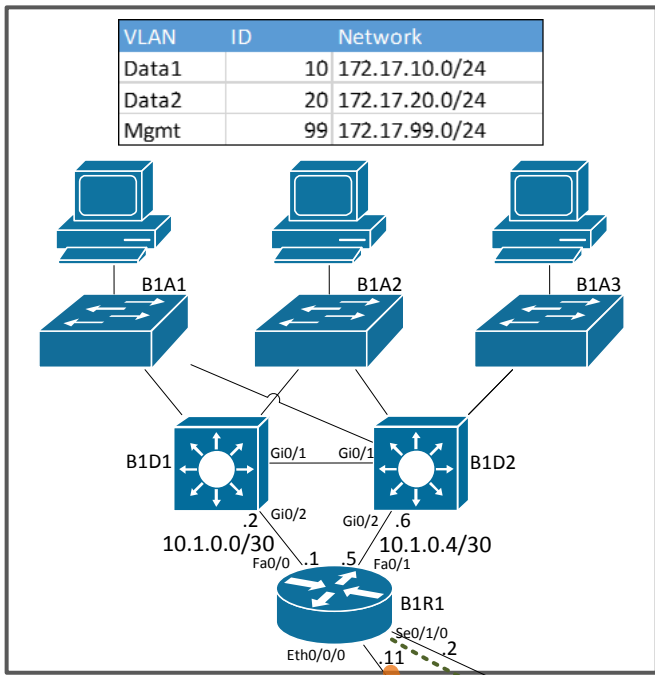 VLAN ID Network
Data1 10 172.17.10.0/24
Data2 20 172.17.20.0/24
Mgmt 99 172.17.99.0/24
B1A1 B1A2 B1A3
B1D1 Gi0/1 Gi0/1 B1D2
.2 Gi0/2 Gi0/2 .6
10.1.0.0/30 10.1.0.4/30
Fa0/0 .1 .5 Fa0/1
B1R1
Se0/1/0
Eth0/0/0 .11 .2